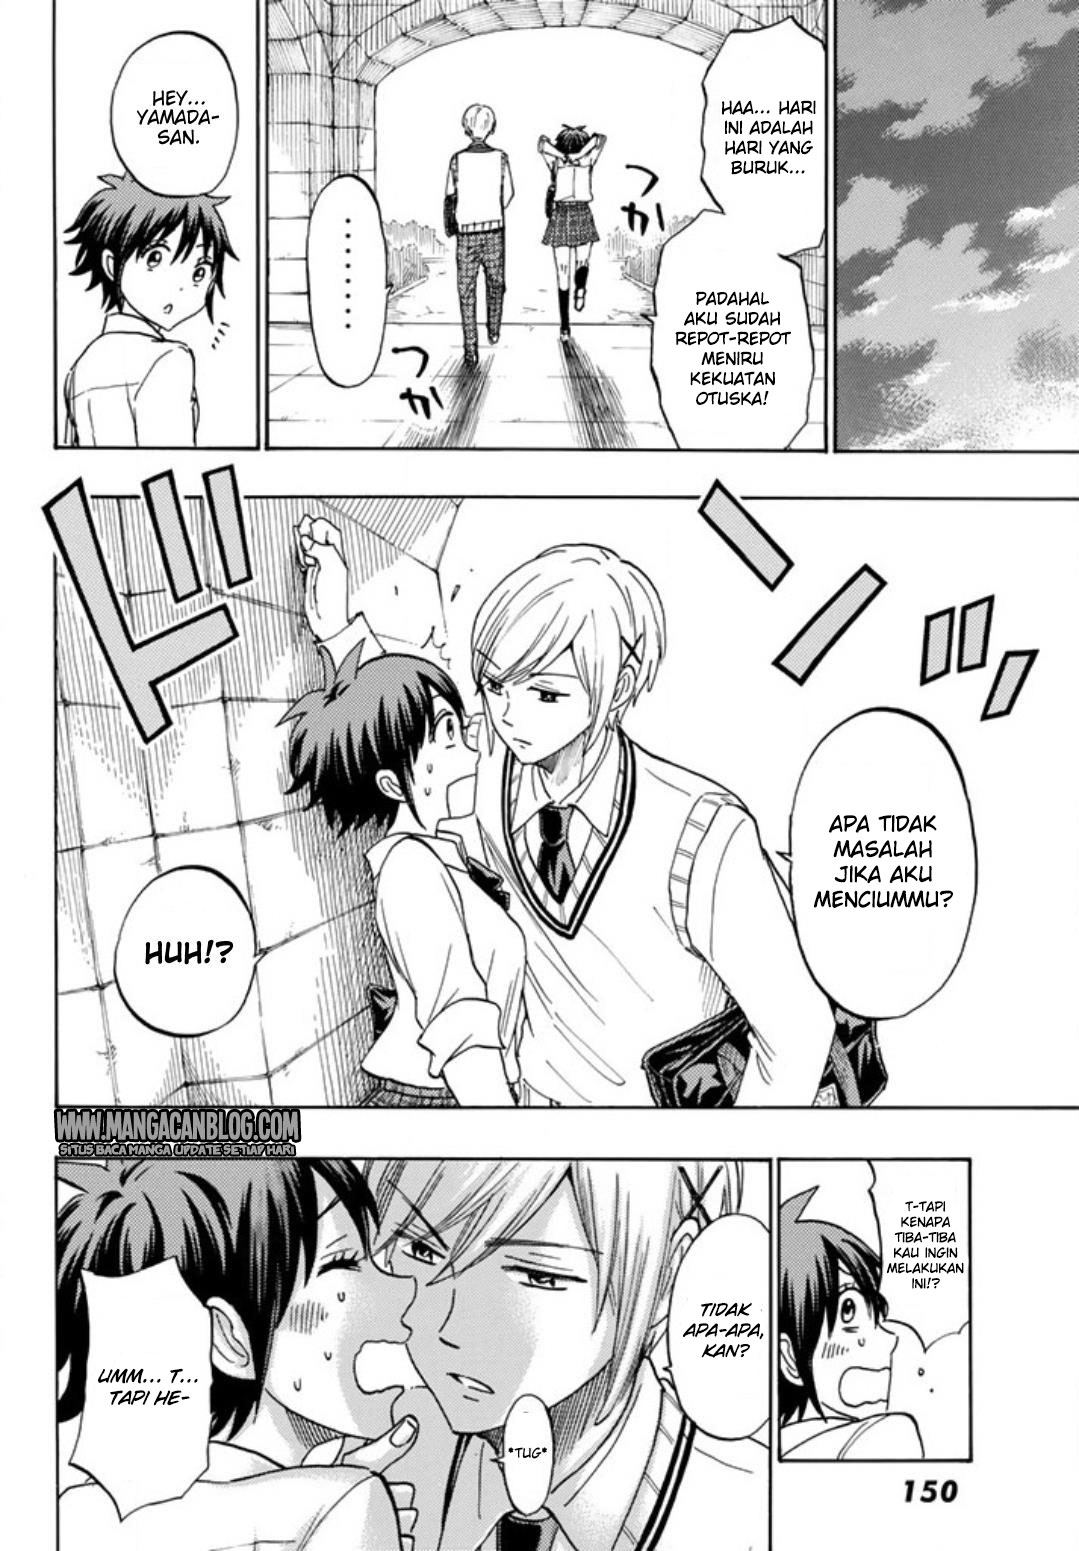 HAA... HARI
INI ADALAH
HARI YANG
BURUK...
PADAHAL
AKU SUDAH
REPOT-REPOT
MENIRU
KEKUATAN
OTUSKA!
つ
か
つ
か
HEY...
YAMADA-
SAN.
ドン
APA TIDAK
MASALAH
JIKA AKU
MENCIUMMU?
HUH!?
WWW.MANGACANBLOG.COM
SITUS BACA MANGA UPDATE SETIAP HARI
T-TAPI
KENAPA
TIBA-TIBA
KAU INGIN
MELAKUKAN
INI!?
TIDAK
APA-APA,
KAN?
*TUG*
UMM... T...
TAPI HE-
150